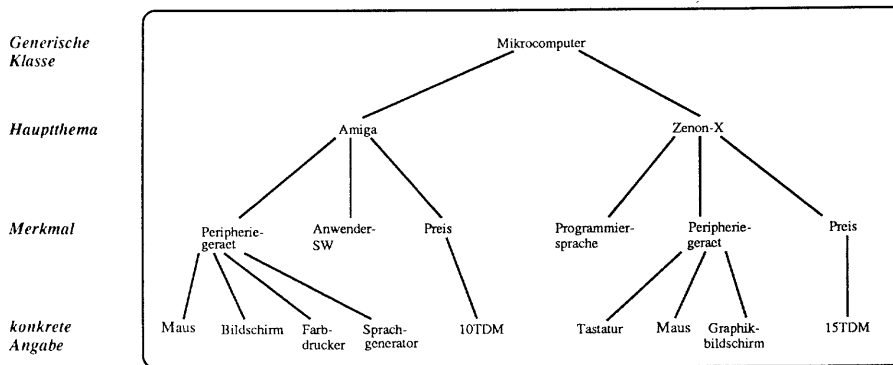 Generische
Klasse
Mikrocomputer
Hauptthema
Amiga
Zenon-X
Merkmal
Peripherie-
geraet
Anwender-
SW
Preis
Programmier-
sprache
Peripherie-
geraet
Preis
konkrete
Angabe
Maus
Bildschirm
Farb-
drucker
Sprach-
generator
10TDM
Tastatur
Maus
Graphik-
bildschirm
15TDM